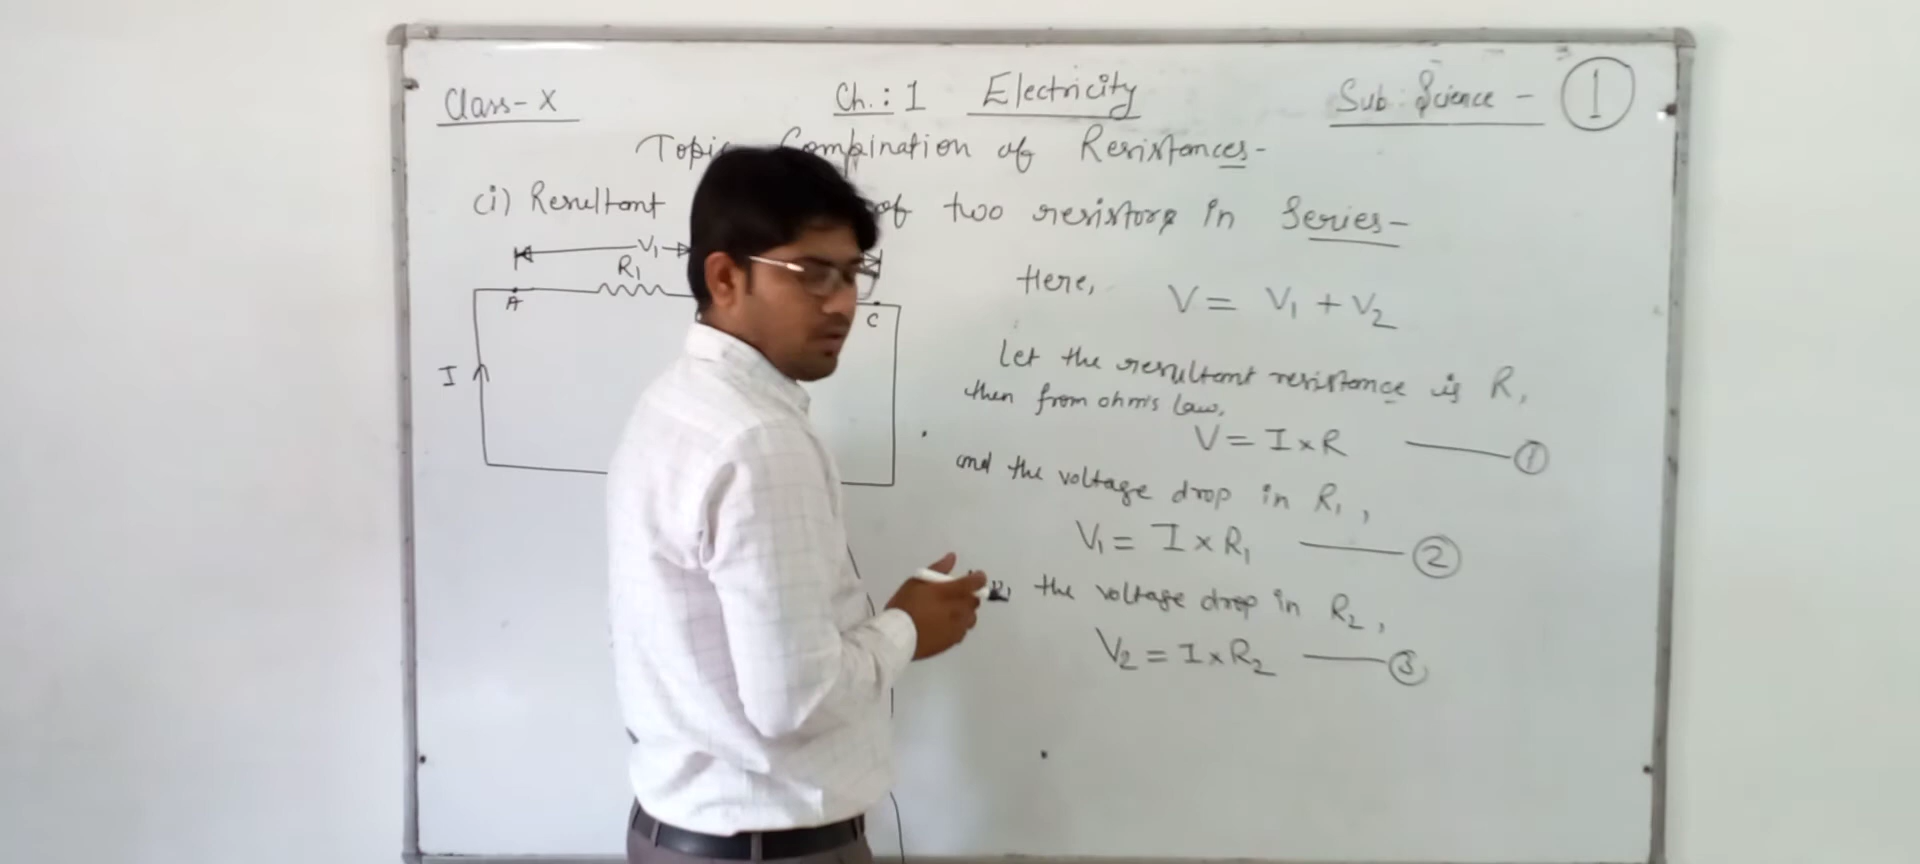 Class-X
Ch.: 1 Electricity
Sub: Science - 1
Topic Combination of Resistances-
(i) Resultant of two resistors in Series-
V1
R1
A
C
I
Here, V = V1 + V2
Let the resultant resistance is R,
then from ohm's law,
V = I × R —— 1
and the voltage drop in R1,
V1 = I × R1 —— 2
the voltage drop in R2,
V2 = I × R2 —— 3